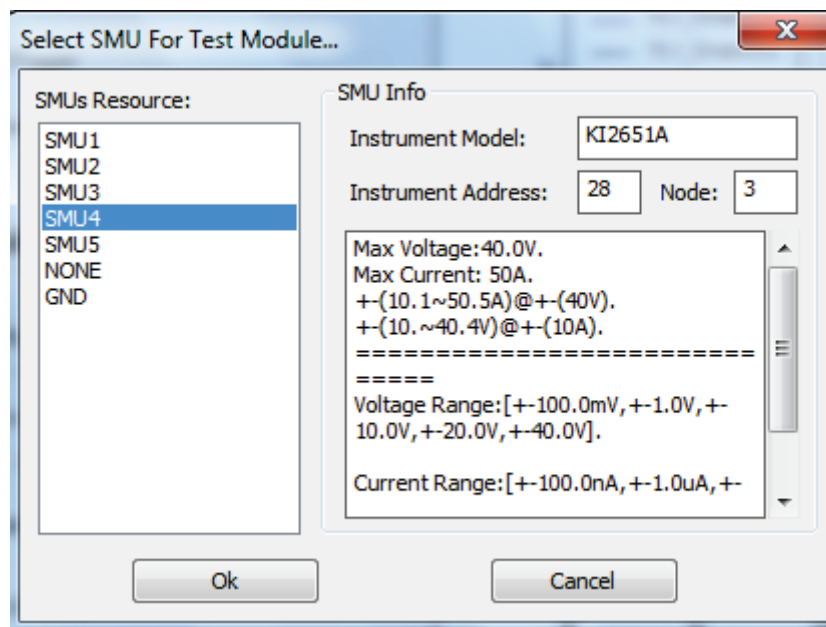 Select SMU For Test Module...
SMUs Resource:
SMU1
SMU2
SMU3
SMU4
SMU5
NONE
GND
SMU Info
Instrument Model:
KI2651A
Instrument Address:
28
Node:
3
Max Voltage:40.0V.
Max Current: 50A.
+-(10.1~50.5A)@+-(40V).
+-(10.~40.4V)@+-(10A).
=========================
=====
Voltage Range:[+-100.0mV,+-1.0V,+-
10.0V,+-20.0V,+-40.0V].
Current Range:[+-100.0nA,+-1.0uA,+-
Ok
Cancel